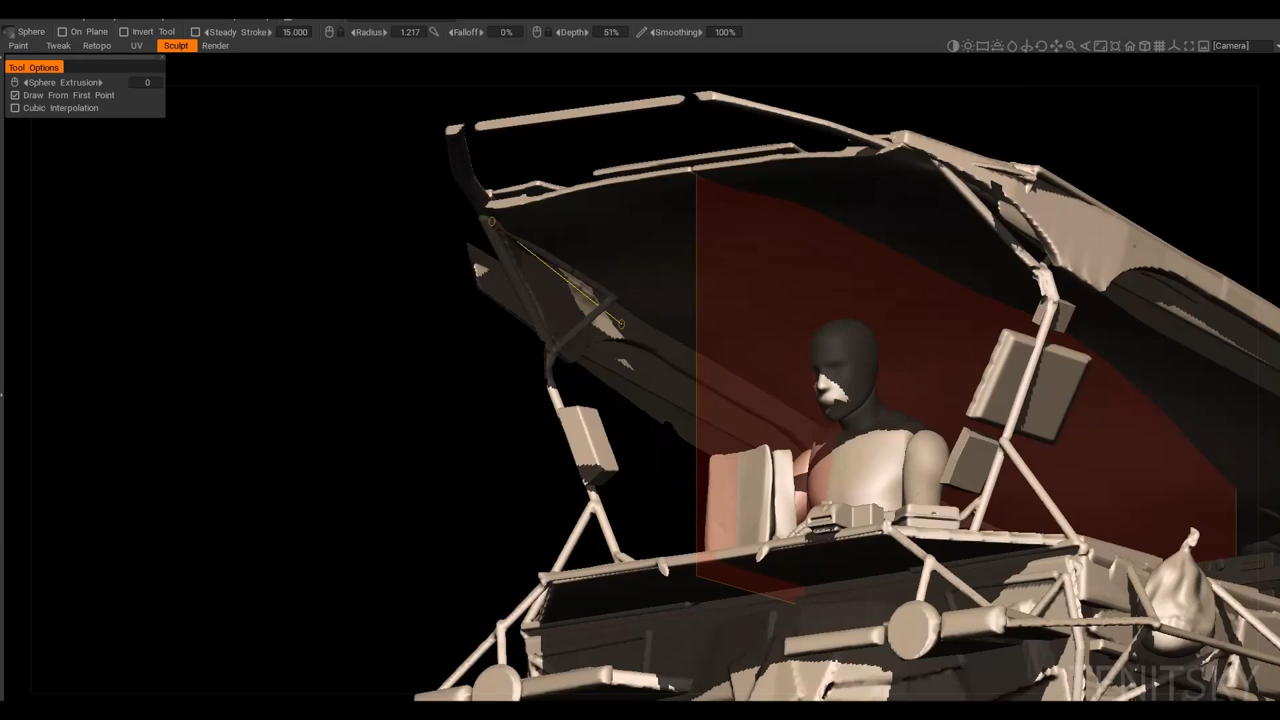 Sphere On Plane Invert Tool Steady Stroke 15.000 Radius 1.217 Falloff 0% Depth 51% Smoothing 100%
Paint Tweak Retopo UV Sculpt Render [Camera]
Tool Options
Sphere Extrusion 0
Draw From First Point
Cubic Interpolation